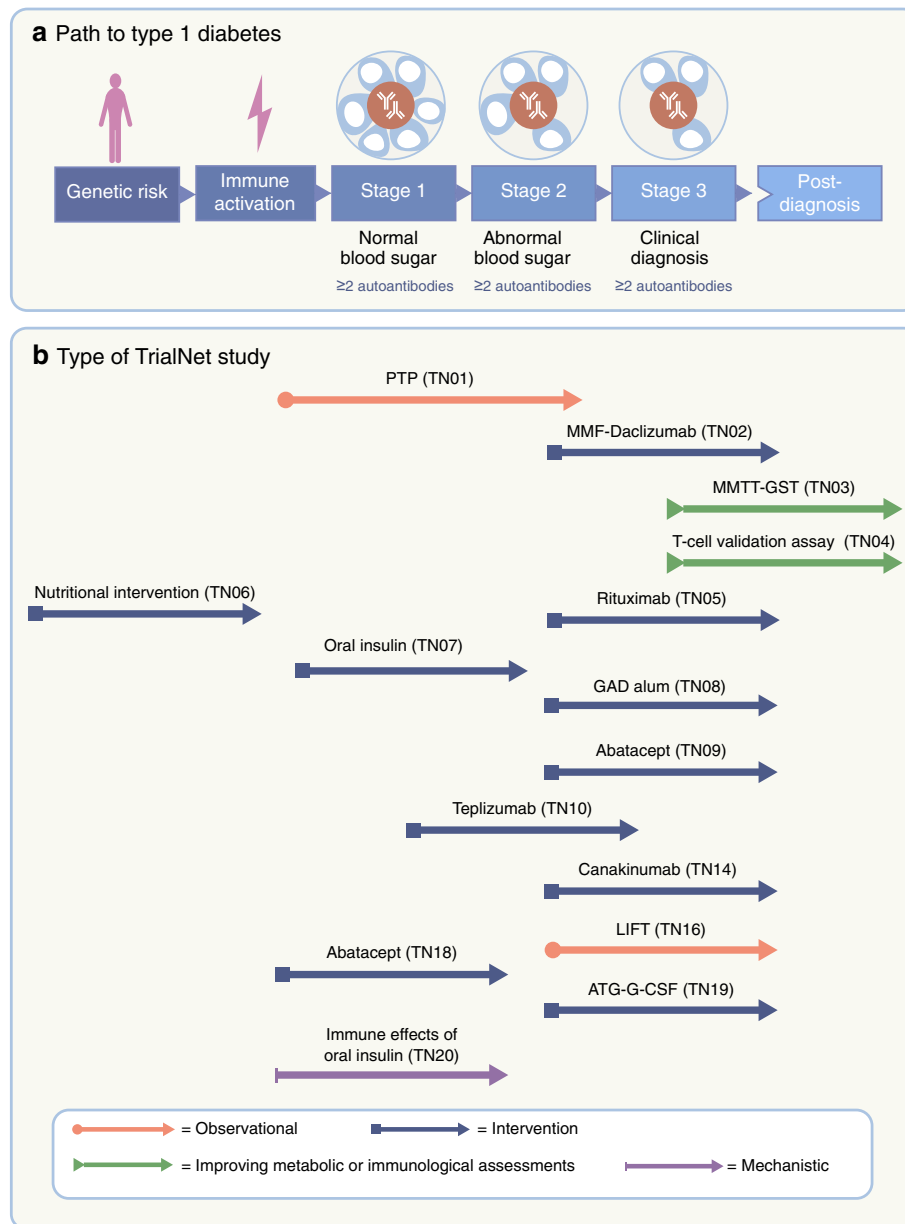 a Path to type 1 diabetes
Genetic risk
Immune
activation
Stage 1
Stage 2
Stage 3
Post-
diagnosis
Normal
blood sugar
≥2 autoantibodies
Abnormal
blood sugar
≥2 autoantibodies
Clinical
diagnosis
≥2 autoantibodies
b Type of TrialNet study
PTP (TN01)
MMF-Daclizumab (TN02)
MMTT-GST (TN03)
T-cell validation assay (TN04)
Nutritional intervention (TN06)
Rituximab (TN05)
Oral insulin (TN07)
GAD alum (TN08)
Abatacept (TN09)
Teplizumab (TN10)
Canakinumab (TN14)
LIFT (TN16)
Abatacept (TN18)
ATG-G-CSF (TN19)
Immune effects of
oral insulin (TN20)
= Observational
= Intervention
= Improving metabolic or immunological assessments
= Mechanistic